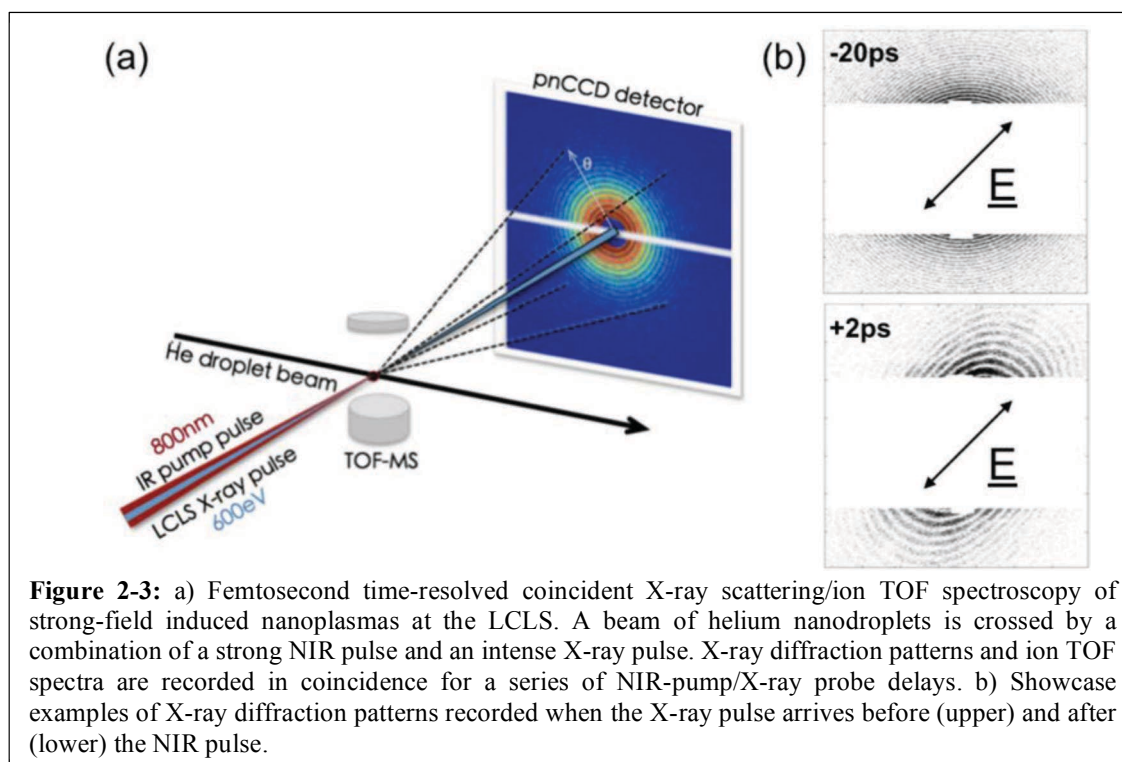 (a)
pnCCD detector
θ
He droplet beam
800nm
IR pump pulse
LCLS X-ray pulse
600eV
TOF-MS
(b)
-20ps
E
+2ps
E
Figure 2-3: a) Femtosecond time-resolved coincident X-ray scattering/ion TOF spectroscopy of
strong-field induced nanoplasmas at the LCLS. A beam of helium nanodroplets is crossed by a
combination of a strong NIR pulse and an intense X-ray pulse. X-ray diffraction patterns and ion TOF
spectra are recorded in coincidence for a series of NIR-pump/X-ray probe delays. b) Showcase
examples of X-ray diffraction patterns recorded when the X-ray pulse arrives before (upper) and after
(lower) the NIR pulse.